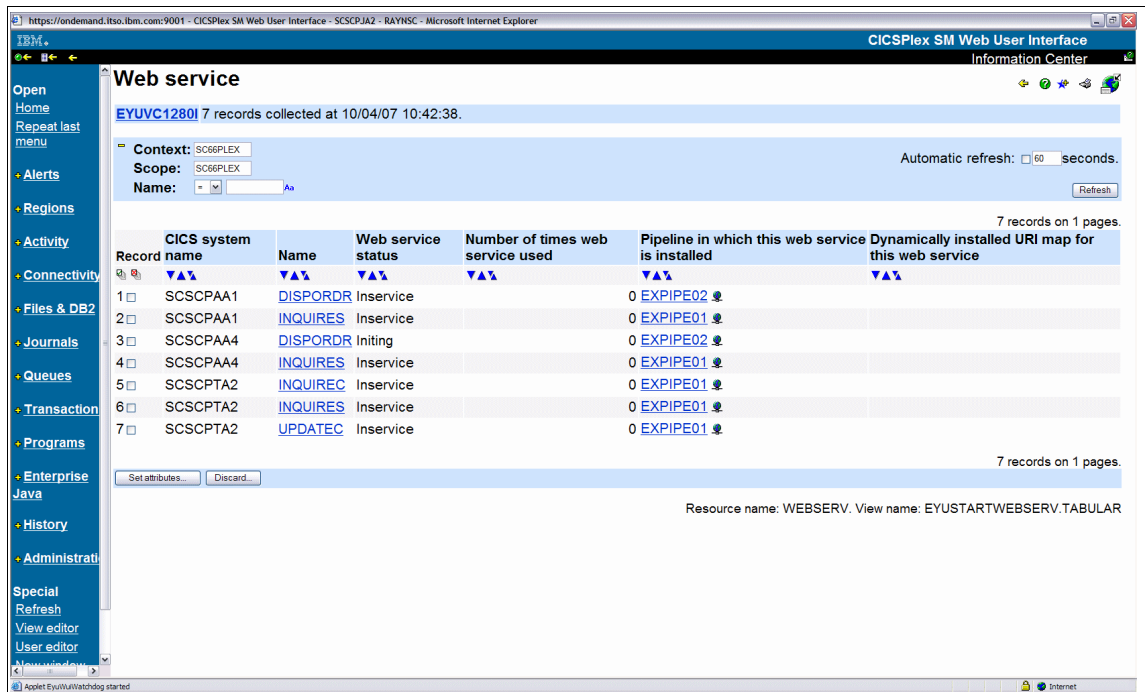 https://ondemand.itso.ibm.com:9001 - CICSPlex SM Web User Interface - SCSCPJA2 - RAYNSC - Microsoft Internet Explorer
IBM.
CICSPlex SM Web User Interface
Information Center
Open
Home
Repeat last
menu
Alerts
Regions
Activity
Connectivity
Files & DB2
Journals
Queues
Transaction
Programs
Enterprise
Java
History
Administrati
Special
Refresh
View editor
User editor
New window
Web service
EYUVC1280I 7 records collected at 10/04/07 10:42:38.
Context: SC66PLEX
Scope: SC66PLEX
Name: = Aa
Automatic refresh: 60 seconds.
Refresh
7 records on 1 pages.
Record CICS system name Name Web service status Number of times web service used Pipeline in which this web service is installed Dynamically installed URI map for this web service
1 SCSCPAA1 DISPORDR Inservice 0 EXPIPE02
2 SCSCPAA1 INQUIRES Inservice 0 EXPIPE01
3 SCSCPAA4 DISPORDR Initing 0 EXPIPE02
4 SCSCPAA4 INQUIRES Inservice 0 EXPIPE01
5 SCSCPTA2 INQUIREC Inservice 0 EXPIPE01
6 SCSCPTA2 INQUIRES Inservice 0 EXPIPE01
7 SCSCPTA2 UPDATEC Inservice 0 EXPIPE01
7 records on 1 pages.
Set attributes... Discard...
Resource name: WEBSERV. View name: EYUSTARTWEBSERV.TABULAR
Applet EyuWuiWatchdog started
Internet